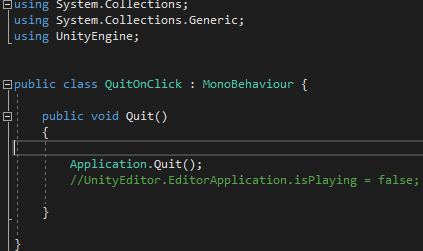 using System.Collections;
using System.Collections.Generic;
using UnityEngine;
public class QuitOnClick : MonoBehaviour {
public void Quit()
{
Application.Quit();
//UnityEditor.EditorApplication.isPlaying = false;
}
}